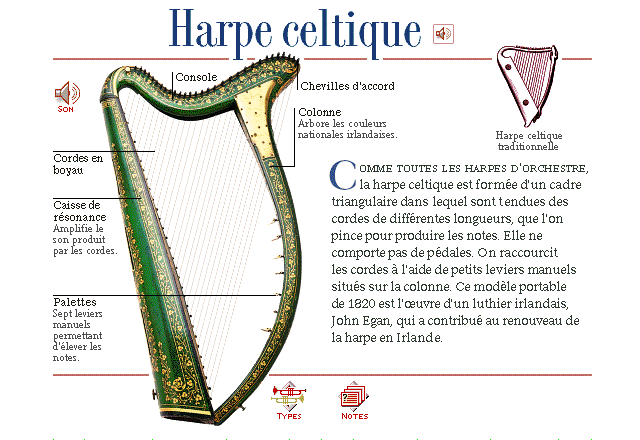 Harpe celtique
Console
Chevilles d'accord
Son
Colonne
Arbore les couleurs
nationales irlandaises.
Harpe celtique
traditionnelle
Cordes en
boyau
Caisse de
résonance
Amplifie le
son produit
par les cordes.
Palettes
Sept leviers
manuels
permettant
d'élever les
notes.
COMME TOUTES LES HARPES D'ORCHESTRE,
la harpe celtique est formée d'un cadre
triangulaire dans lequel sont tendues des
cordes de différentes longueurs, que l'on
pince pour produire les notes. Elle ne
comporte pas de pédales. On raccourcit
les cordes à l'aide de petits leviers manuels
situés sur la colonne. Ce modèle portable
de 1820 est l'œuvre d'un luthier irlandais,
John Egan, qui a contribué au renouveau de
la harpe en Irlande.
TYPES
NOTES